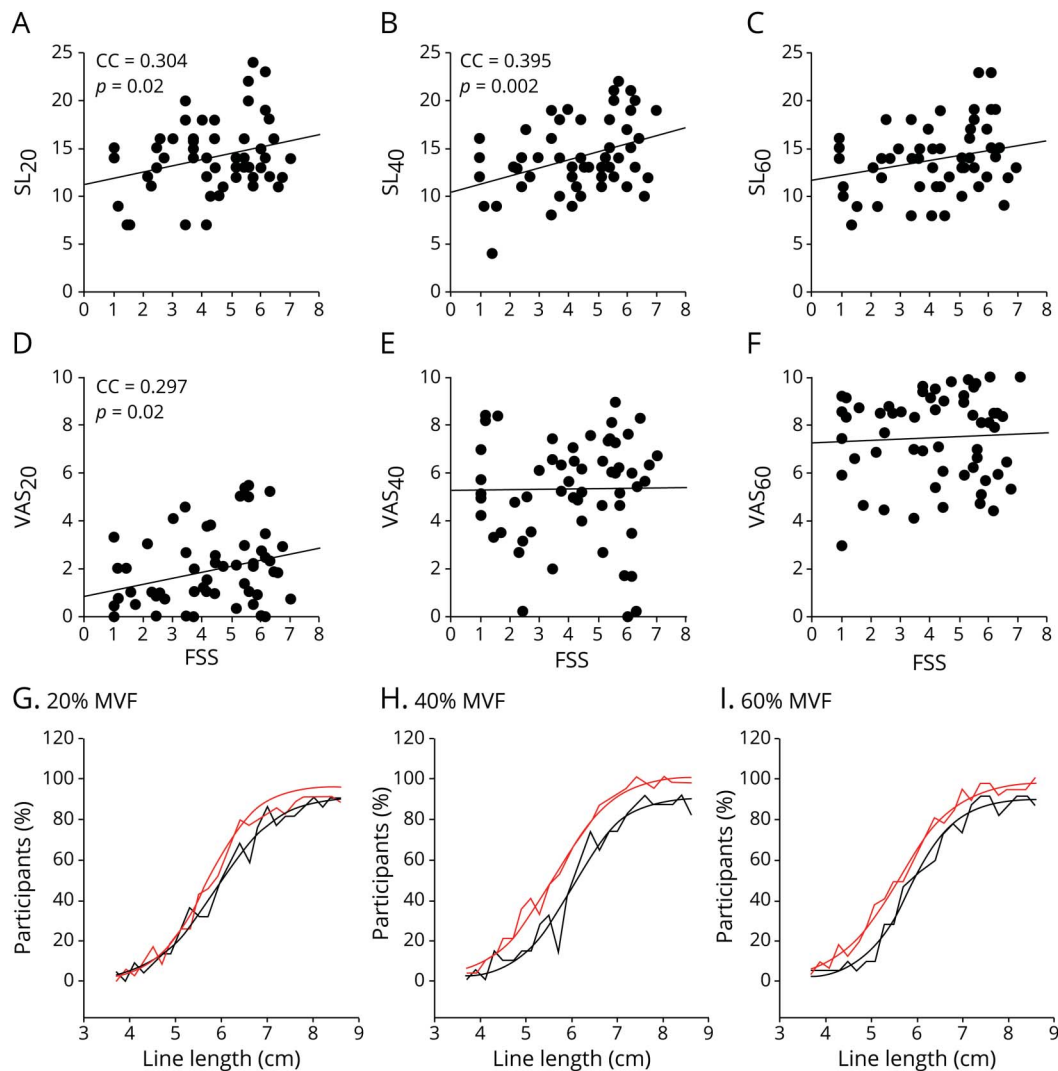 A
SL20
25
20
15
10
5
0
CC = 0.304
p = 0.02
0 1 2 3 4 5 6 7 8
B
SL40
25
20
15
10
5
0
CC = 0.395
p = 0.002
0 1 2 3 4 5 6 7 8
C
SL60
25
20
15
10
5
0
0 1 2 3 4 5 6 7 8
D
VAS20
10
8
6
4
2
0
CC = 0.297
p = 0.02
0 1 2 3 4 5 6 7 8
FSS
E
VAS40
10
8
6
4
2
0
0 1 2 3 4 5 6 7 8
FSS
F
VAS60
10
8
6
4
2
0
0 1 2 3 4 5 6 7 8
FSS
G. 20% MVF
Participants (%)
120
100
80
60
40
20
0
3 4 5 6 7 8 9
Line length (cm)
H. 40% MVF
Participants (%)
120
100
80
60
40
20
0
3 4 5 6 7 8 9
Line length (cm)
I. 60% MVF
Participants (%)
120
100
80
60
40
20
0
3 4 5 6 7 8 9
Line length (cm)